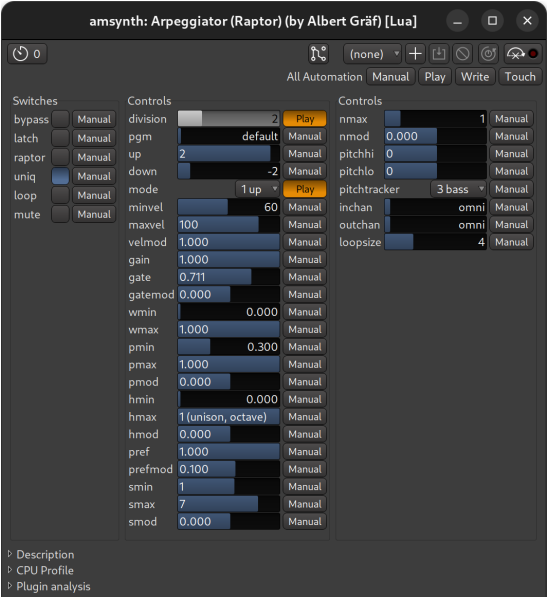 amsynth: Arpeggiator (Raptor) (by Albert Gräf) [Lua]
0 (none)
All Automation Manual Play Write Touch
Switches
bypass Manual
latch Manual
raptor Manual
uniq Manual
loop Manual
mute Manual
Controls
division 2 Play
pgm default Manual
up 2 Manual
down -2 Manual
mode 1 up Play
minvel 60 Manual
maxvel 100 Manual
velmod 1.000 Manual
gain 1.000 Manual
gate 0.711 Manual
gatemod 0.000 Manual
wmin 0.000 Manual
wmax 1.000 Manual
pmin 0.300 Manual
pmax 1.000 Manual
pmod 0.000 Manual
hmin 0.000 Manual
hmax 1 (unison, octave) Manual
hmod 0.000 Manual
pref 1.000 Manual
prefmod 0.100 Manual
smin 1 Manual
smax 7 Manual
smod 0.000 Manual
Controls
nmax 1 Manual
nmod 0.000 Manual
pitchhi 0 Manual
pitchlo 0 Manual
pitchtracker 3 bass Manual
inchan omni Manual
outchan omni Manual
loopsize 4 Manual
Description
CPU Profile
Plugin analysis